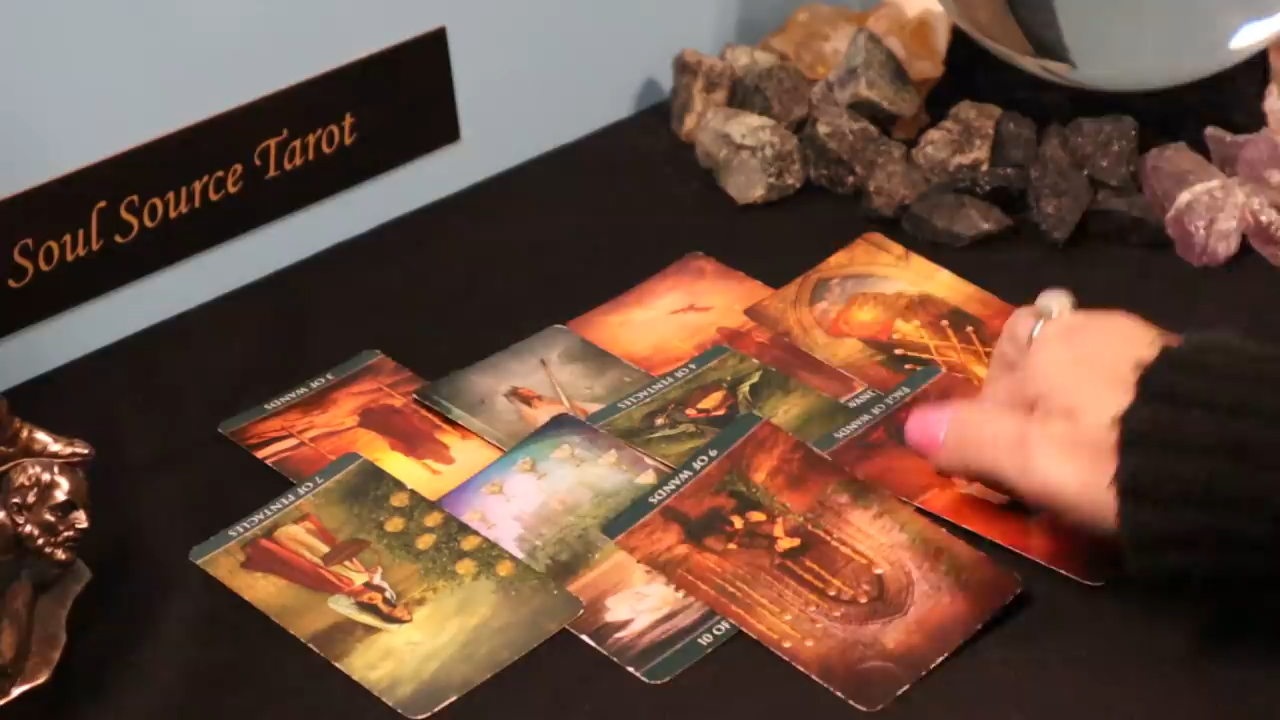 Soul Source Tarot
3 OF WANDS
4 OF PENTACLES
PAGE OF WANDS
9 OF WANDS
7 OF PENTACLES
10 OF